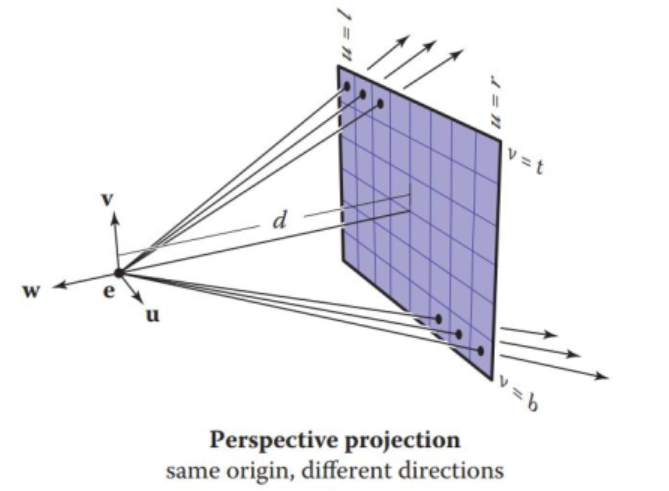 u = l
u = r
v = t
v
d
w
e
u
v = b
Perspective projection
same origin, different directions